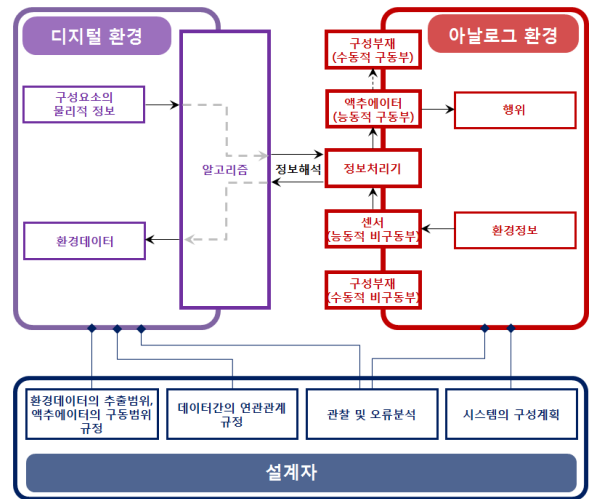 디지털 환경
아날로그 환경
구성요소의
물리적 정보
환경데이터
알고리즘
정보해석
구성부재
(수동적 구동부)
액추에이터
(능동적 구동부)
정보처리기
센서
(능동적 비구동부)
구성부재
(수동적 비구동부)
행위
환경정보
환경데이터의 추출범위,
액추에이터의 구동범위
규정
데이터간의 연관관계
규정
관찰 및 오류분석
시스템의 구성계획
설계자